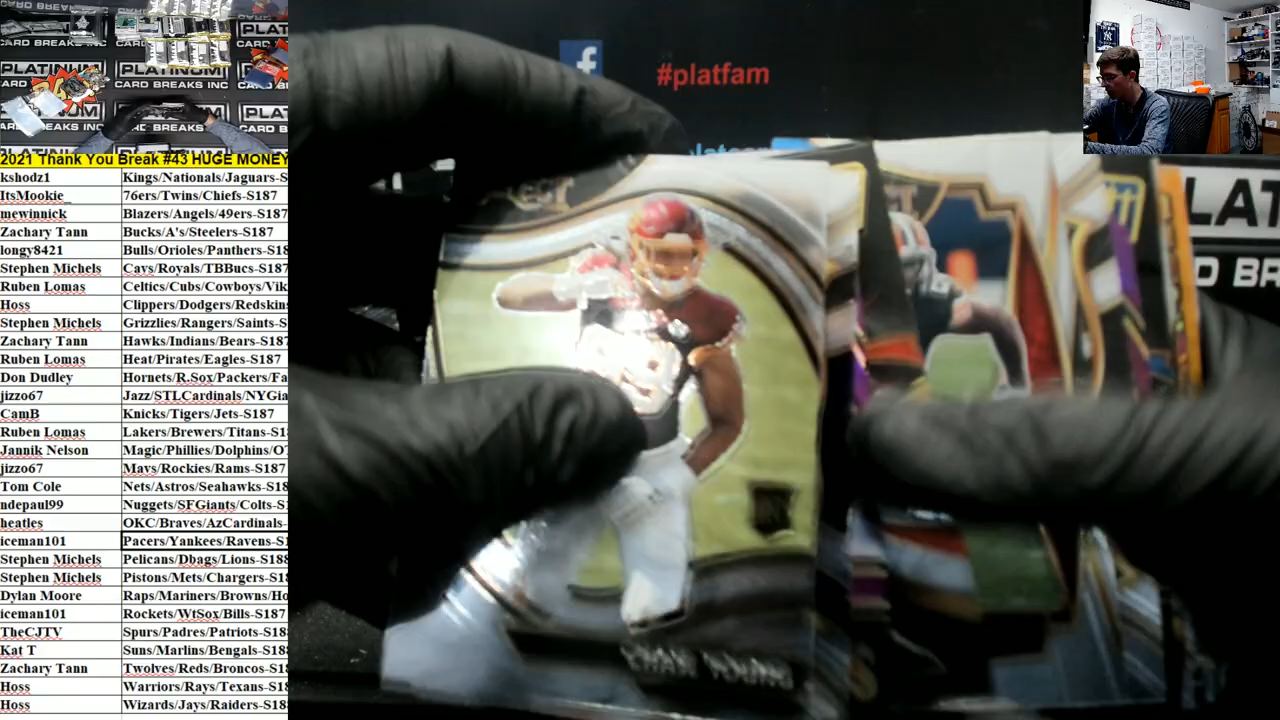 PLATINUM
CARD BREAKS INC
PLATINUM
CARD BREAKS INC
#platfam
2021 Thank You Break #43 HUGE MONEY
kshodz1 Kings/Nationals/Jaguars-S
ItsMookie_ 76ers/Twins/Chiefs-S187
mewinnick Blazers/Angels/49ers-S187
Zachary Tann Bucks/A's/Steelers-S187
longy8421 Bulls/Orioles/Panthers-S18
Stephen Michels Cavs/Royals/TBBucs-S187
Ruben Lomas Celtics/Cubs/Cowboys/Vik
Hoss Clippers/Dodgers/Redskin
Stephen Michels Grizzlies/Rangers/Saints-S
Zachary Tann Hawks/Indians/Bears-S187
Ruben Lomas Heat/Pirates/Eagles-S187
Don Dudley Hornets/R.Sox/Packers/Fa
jizzo67 Jazz/STLCardinals/NYGia
CamB Knicks/Tigers/Jets-S187
Ruben Lomas Lakers/Brewers/Titans-S18
Jannik Nelson Magic/Phillies/Dolphins/O'
jizzo67 Mavs/Rockies/Rams-S187
Tom Cole Nets/Astros/Seahawks-S18
ndepaul99 Nuggets/SFGiants/Colts-S1
heatles OKC/Braves/AzCardinals-
iceman101 Pacers/Yankees/Ravens-S1
Stephen Michels Pelicans/Dbags/Lions-S188
Stephen Michels Pistons/Mets/Chargers-S18
Dylan Moore Raps/Mariners/Browns/Ho
iceman101 Rockets/WtSox/Bills-S187
TheCJTV Spurs/Padres/Patriots-S18
Kat T Suns/Marlins/Bengals-S188
Zachary Tann Twolves/Reds/Broncos-S1
Hoss Warriors/Rays/Texans-S18
Hoss Wizards/Jays/Raiders-S18
YOUNG